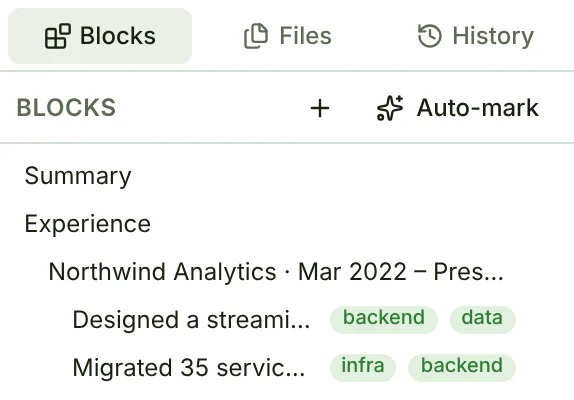 Blocks Files History
BLOCKS + Auto-mark
Summary
Experience
Northwind Analytics · Mar 2022 – Pres...
Designed a streami... backend data
Migrated 35 servic... infra backend